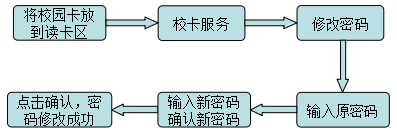 将校园卡放
到读卡区
校卡服务
修改密码
输入原密码
输入新密码
确认新密码
点击确认，密
码修改成功